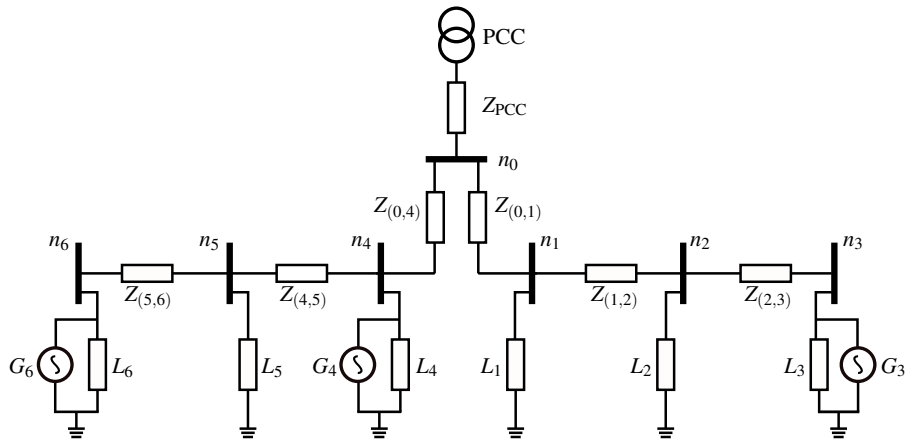 PCC
Z_PCC
n_0
Z_(0,4) Z_(0,1)
n_6 n_5 n_4 n_1 n_2 n_3
Z_(5,6) Z_(4,5) Z_(1,2) Z_(2,3)
G_6 L_6 L_5 G_4 L_4 L_1 L_2 L_3 G_3